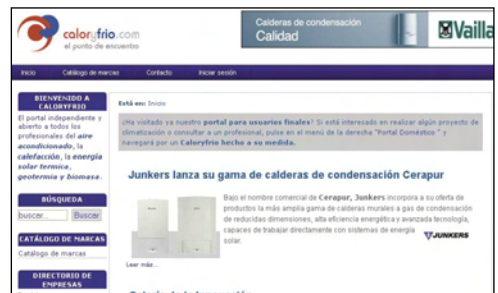 caloryfrio.com
el punto de encuentro
Calderas de condensación
Calidad
Vailla
Inicio
Catálogo de marcas
Contacto
Iniciar sesión
BIENVENIDO A
CALORYFRIO
El portal independiente y
abierto a todos los
profesionales del aire
acondicionado, la
calefacción, la energía
solar termica,
geotermia y biomasa.
BÚSQUEDA
buscar...
Buscar
CATÁLOGO DE MARCAS
Catálogo de marcas
DIRECTORIO DE
EMPRESAS
Está en: Inicio
¿Ha visitado ya nuestro portal para usuarios finales? Si está interesado en realizar algún proyecto de
climatización o consultar a un profesional, pulse en el menú de la derecha "Portal Doméstico" y
navegará por un Caloryfrio hecho a su medida.
Junkers lanza su gama de calderas de condensación Cerapur
Bajo el nombre comercial de Cerapur, Junkers incorpora a su oferta de
productos la más amplia gama de calderas murales a gas de condensación
de reducidas dimensiones, alta eficiencia energética y avanzada tecnología,
capaces de trabajar directamente con sistemas de energía
solar.
JUNKERS
Leer más...